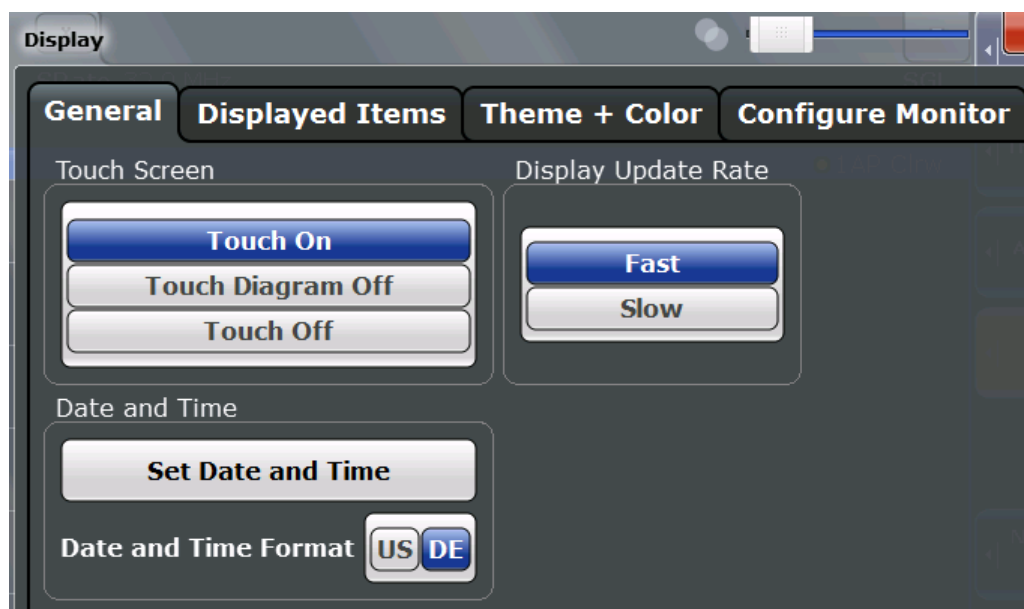 Display
General Displayed Items Theme + Color Configure Monitor
Touch Screen
Display Update Rate
Touch On
Touch Diagram Off
Touch Off
Fast
Slow
Date and Time
Set Date and Time
Date and Time Format US DE